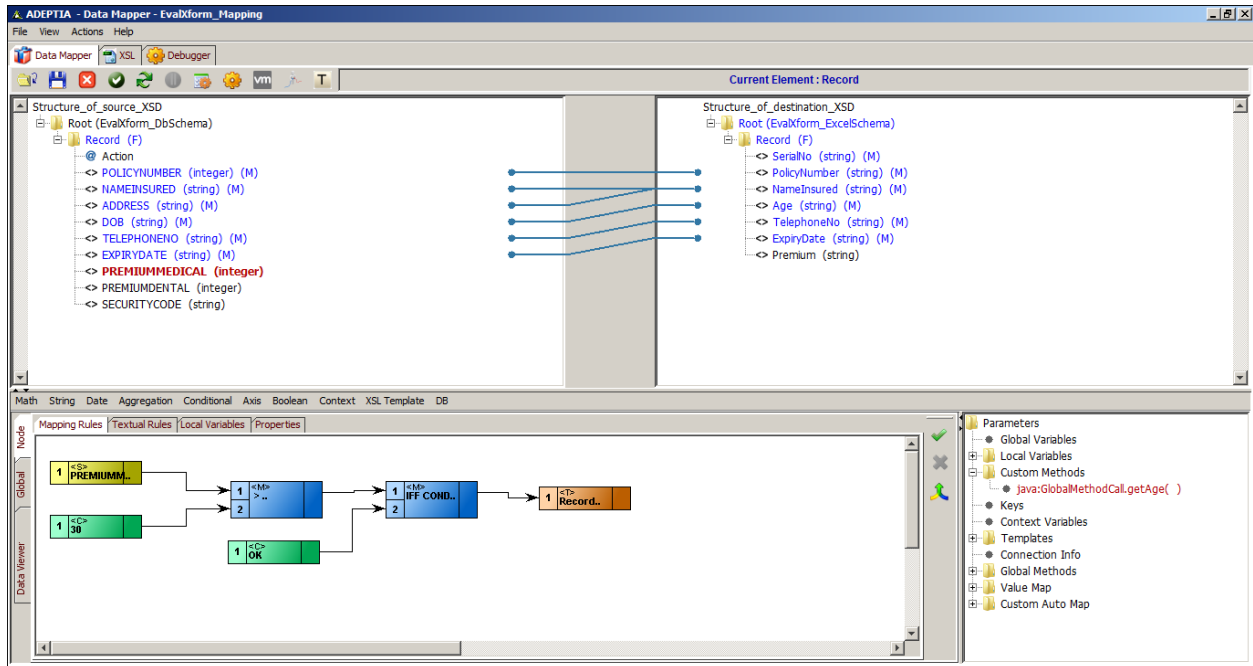 ADEPTIA - Data Mapper - EvalXform_Mapping
File View Actions Help
Data Mapper XSL Debugger
vm T Current Element : Record
Structure_of_source_XSD
Root (EvalXform_DbSchema)
Record (F)
@ Action
<> POLICYNUMBER (integer) (M)
<> NAMEINSURED (string) (M)
<> ADDRESS (string) (M)
<> DOB (string) (M)
<> TELEPHONENO (string) (M)
<> EXPIRYDATE (string) (M)
<> PREMIUMMEDICAL (integer)
<> PREMIUMDENTAL (integer)
<> SECURITYCODE (string)
Structure_of_destination_XSD
Root (EvalXform_ExcelSchema)
Record (F)
<> SerialNo (string) (M)
<> PolicyNumber (string) (M)
<> NameInsured (string) (M)
<> Age (string) (M)
<> TelephoneNo (string) (M)
<> ExpiryDate (string) (M)
<> Premium (string)
Math String Date Aggregation Conditional Axis Boolean Context XSL Template DB
Node
Global
Data Viewer
Mapping Rules Textual Rules Local Variables Properties
1 <S> PREMIUMM..
1 <C> 30
1 <M> > ..
2
1 <C> OK
1 <M> IFF COND..
2
1 <T> Record..
Parameters
Global Variables
Local Variables
Custom Methods
java:GlobalMethodCall.getAge( )
Keys
Context Variables
Templates
Connection Info
Global Methods
Value Map
Custom Auto Map